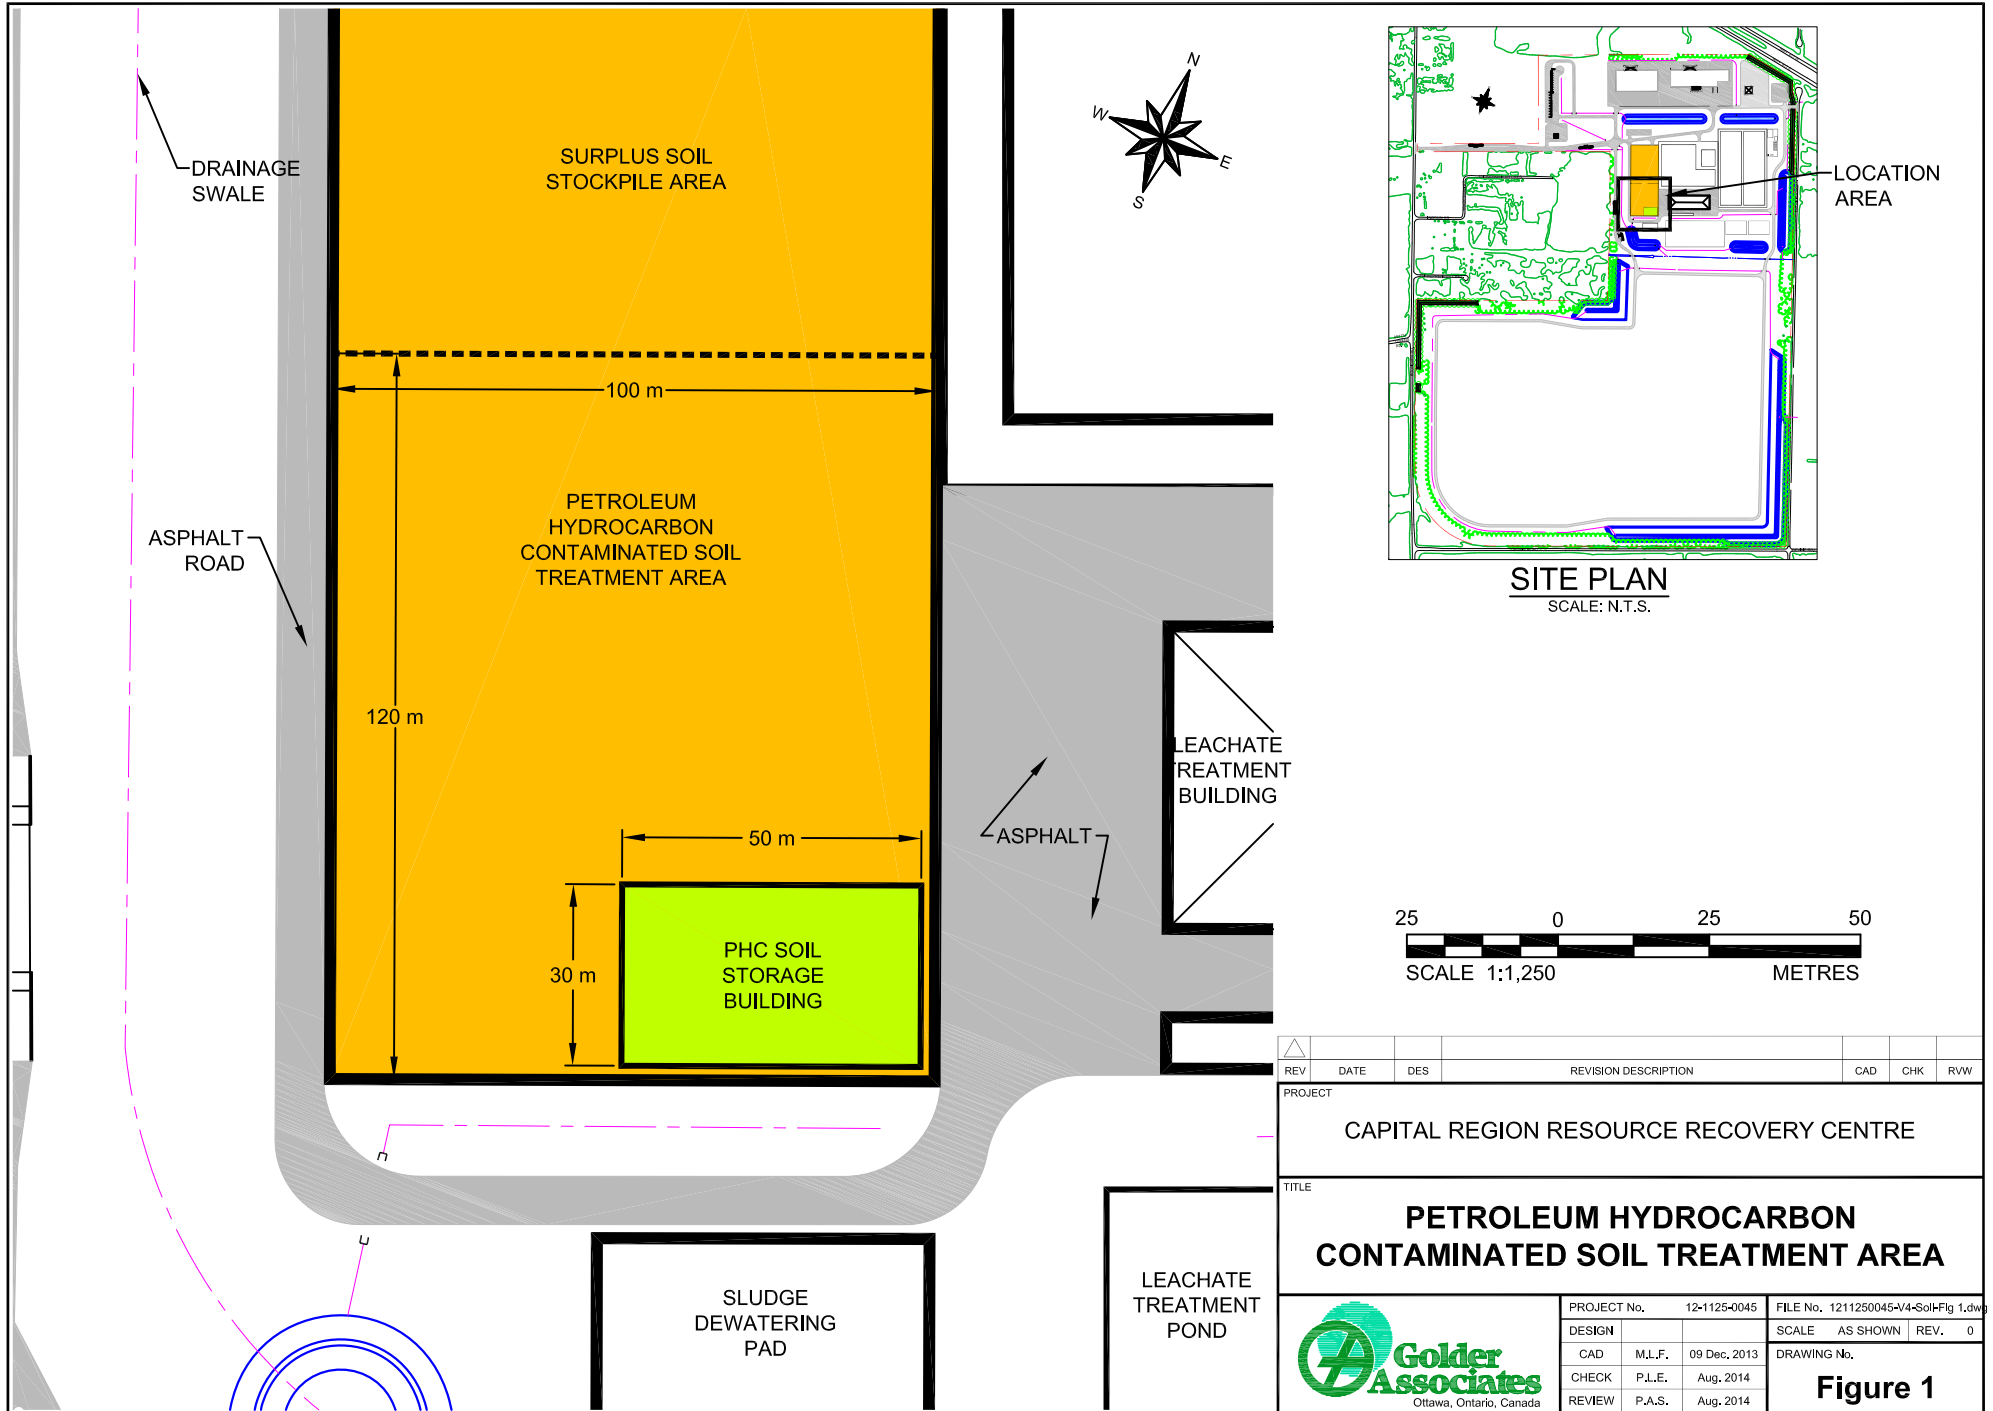 DRAINAGE
SWALE
SURPLUS SOIL
STOCKPILE AREA
N
W
E
S
LOCATION
AREA
100 m
SITE PLAN
SCALE: N.T.S.
PETROLEUM
HYDROCARBON
CONTAMINATED SOIL
TREATMENT AREA
ASPHALT
ROAD
120 m
LEACHATE
TREATMENT
BUILDING
50 m
ASPHALT
30 m
PHC SOIL
STORAGE
BUILDING
25 0 25 50
SCALE 1:1,250 METRES
REV DATE DES REVISION DESCRIPTION CAD CHK RVW
PROJECT
CAPITAL REGION RESOURCE RECOVERY CENTRE
TITLE
PETROLEUM HYDROCARBON
CONTAMINATED SOIL TREATMENT AREA
SLUDGE
DEWATERING
PAD
LEACHATE
TREATMENT
POND
Golder
Associates
Ottawa, Ontario, Canada
PROJECT No. 12-1125-0045
FILE No. 1211250045-V4-Soil-Fig 1.dwg
DESIGN
SCALE AS SHOWN REV. 0
CAD M.L.F. 09 Dec. 2013
CHECK P.L.E. Aug. 2014
REVIEW P.A.S. Aug. 2014
DRAWING No.
Figure 1